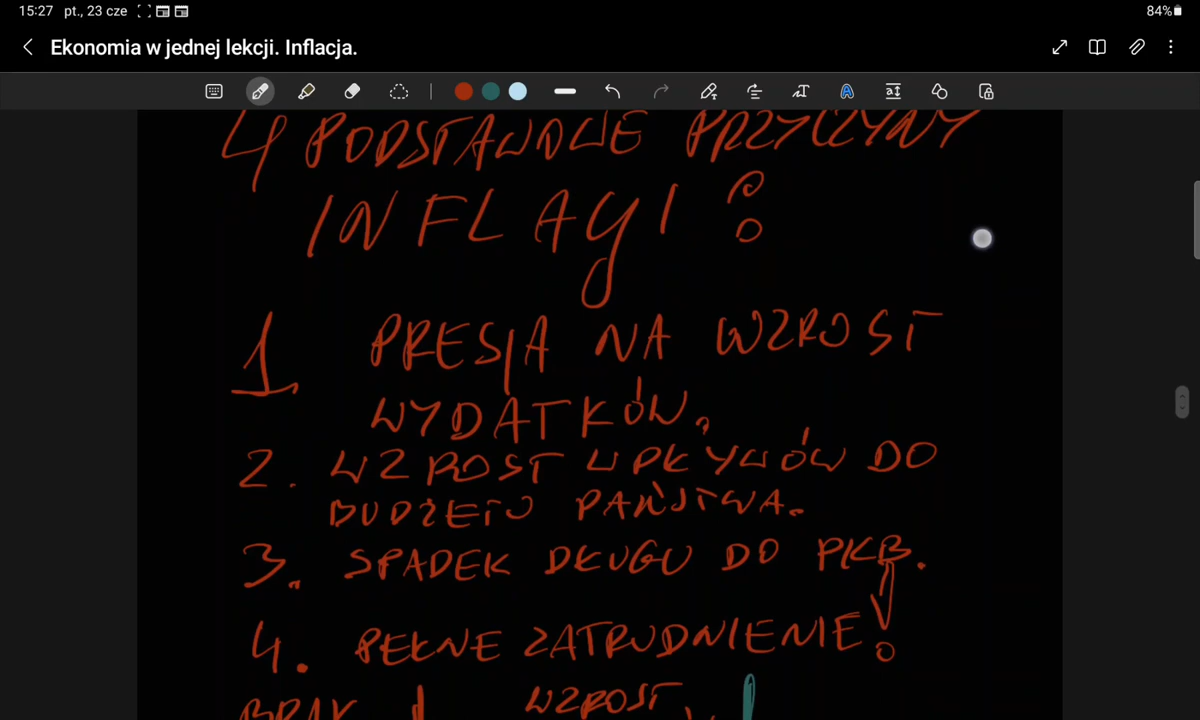 15:27 pt., 23 cze 84%
Ekonomia w jednej lekcji. Inflacja.
4 PODSTAWOWE PRZYCZYNY
INFLACJI ?
1. PRESJA NA WZROST
WYDATKÓW.
2. WZROST WPŁYWÓW DO
BUDŻETU PAŃSTWA.
3. SPADEK DŁUGU DO PKB.
4. PEŁNE ZATRUDNIENIE!
BRAK WZROST